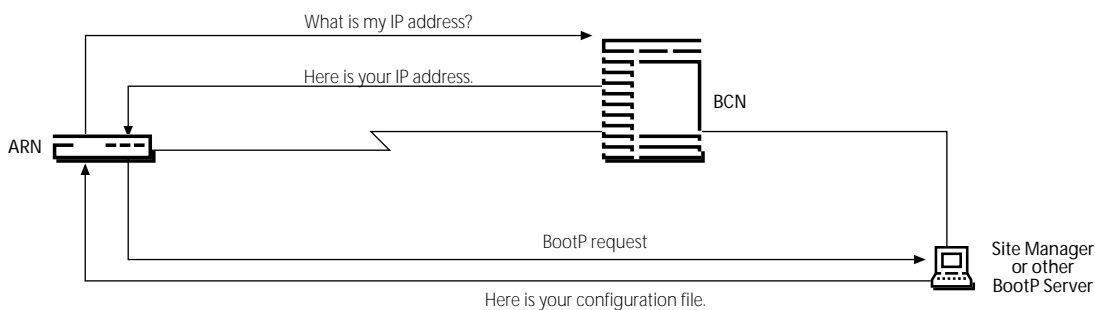 What is my IP address?
Here is your IP address.
BCN
ARN
BootP request
Site Manager
or other
BootP Server
Here is your configuration file.